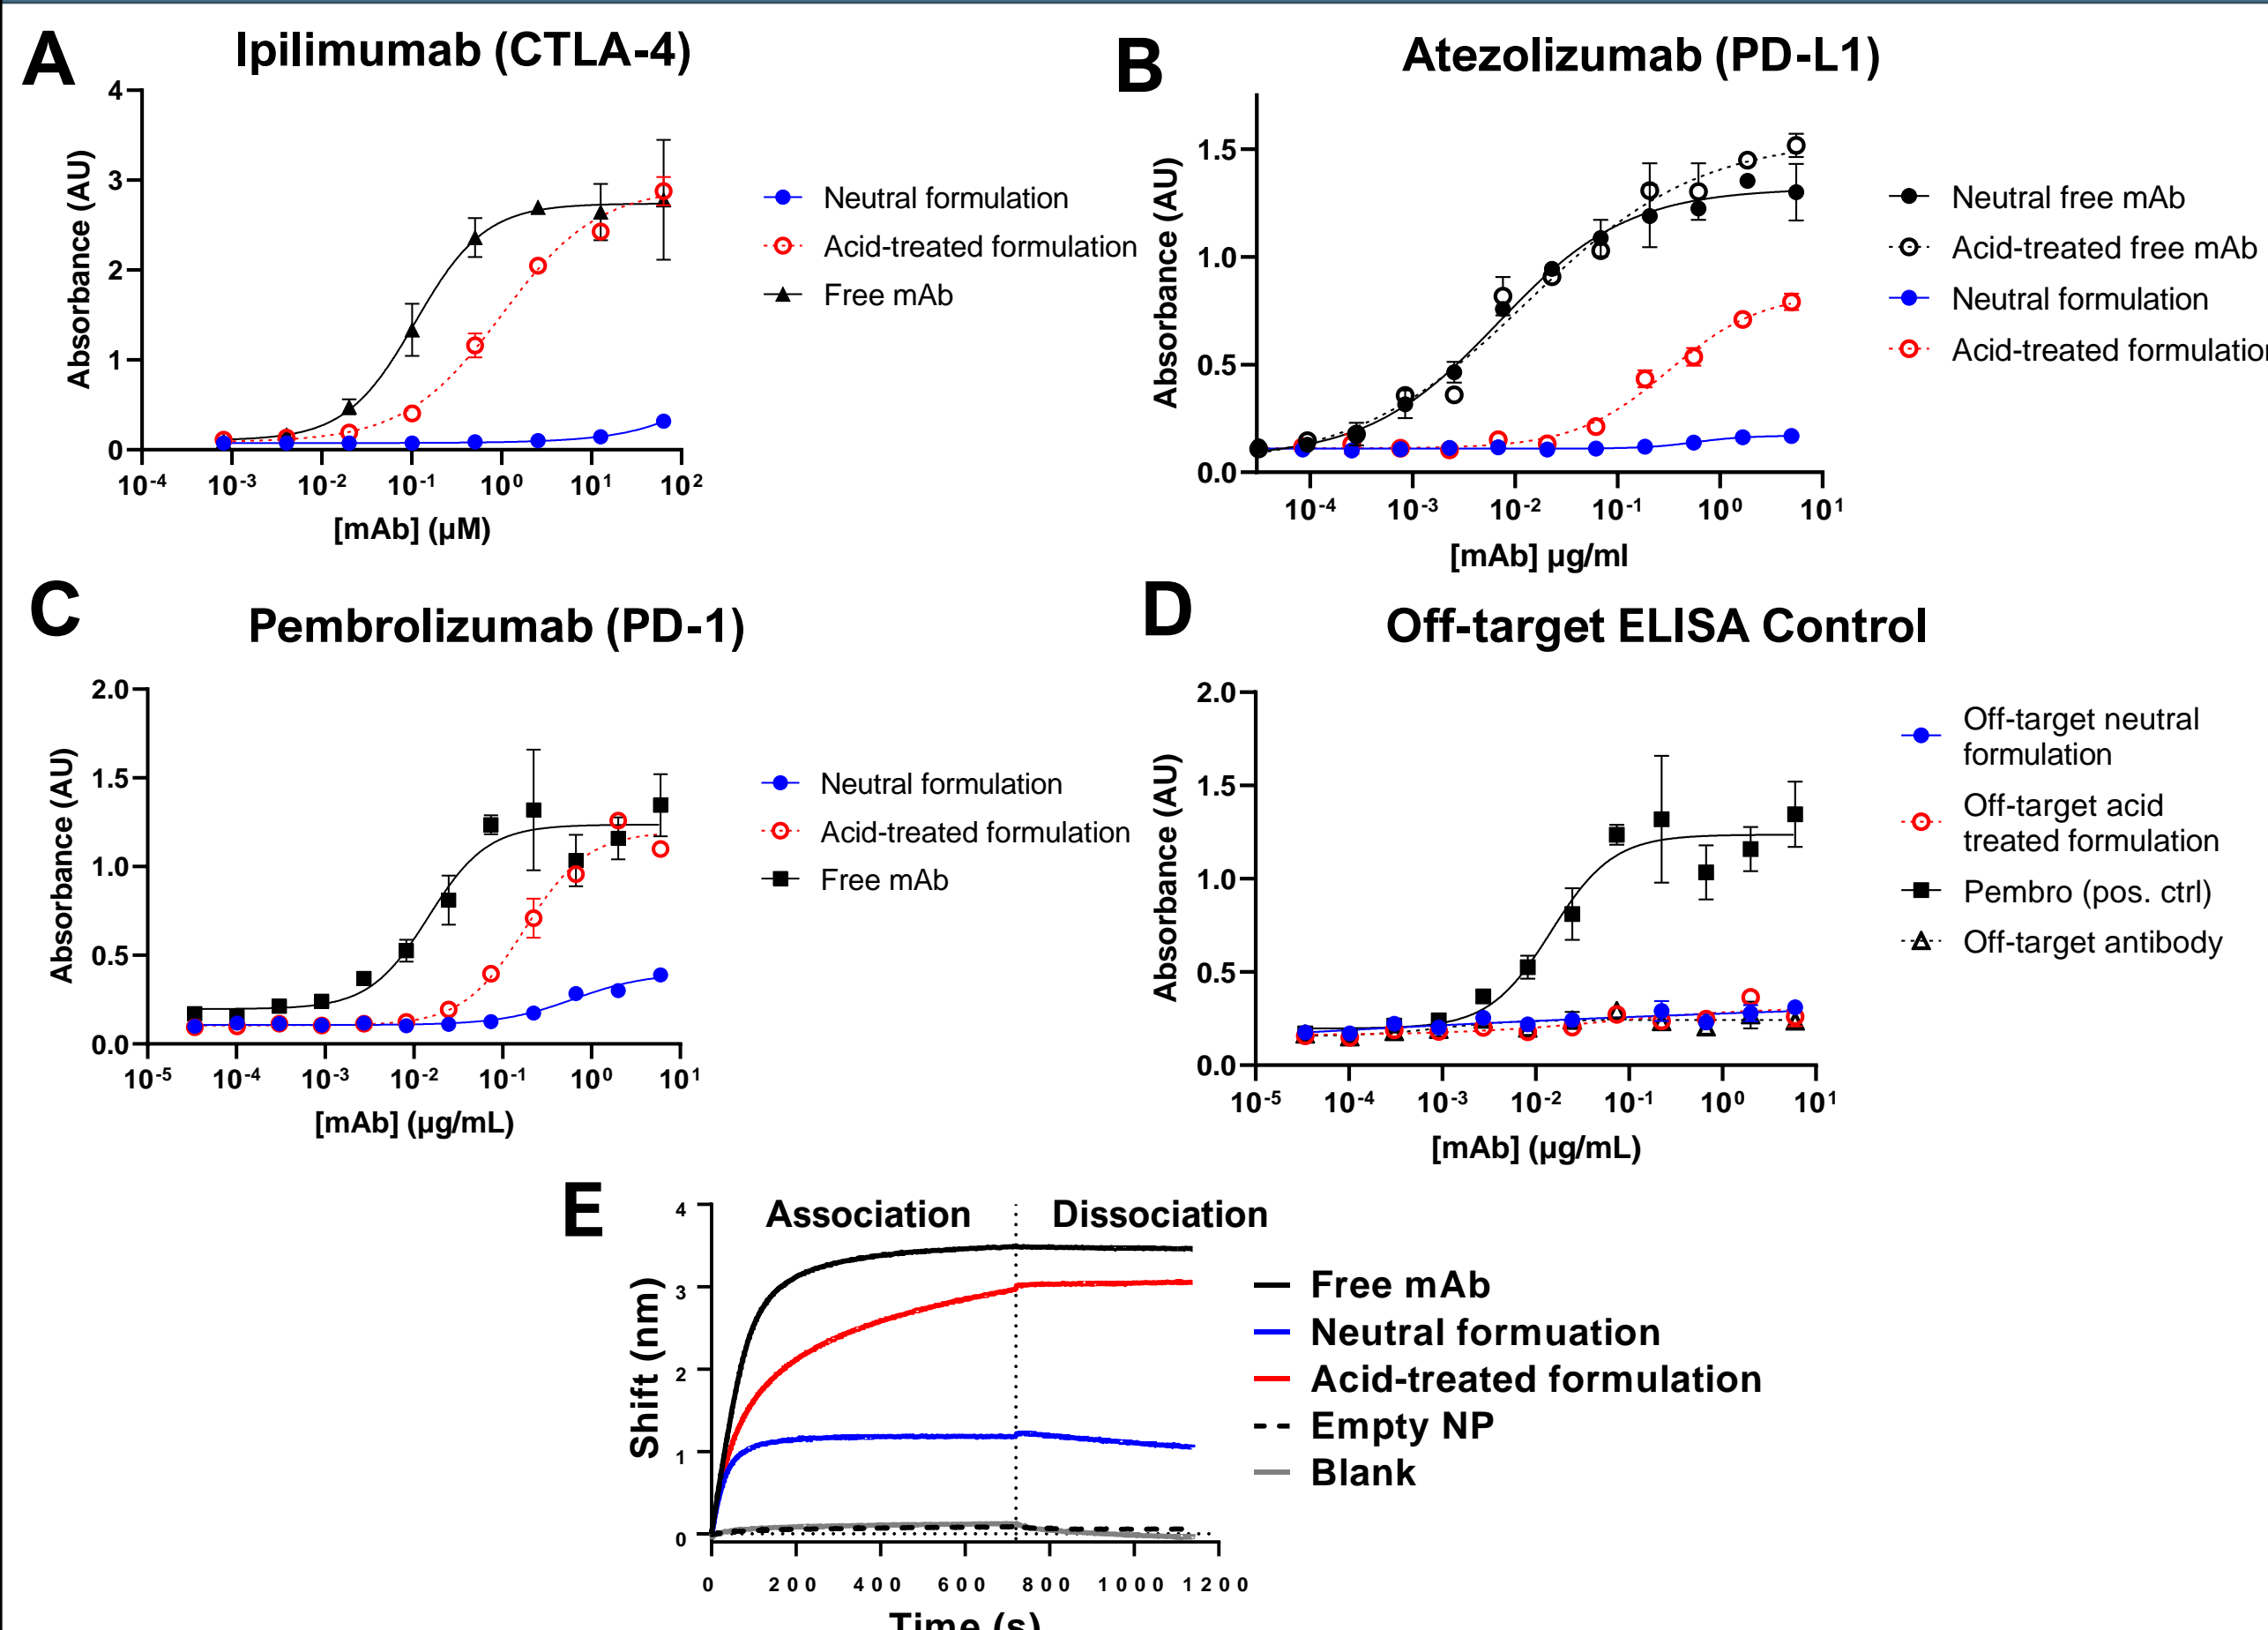 A
Ipilimumab (CTLA-4)
Absorbance (AU)
4
3
2
1
0
10-4
10-3
10-2
10-1
100
101
102
[mAb] (µM)
Neutral formulation
Acid-treated formulation
Free mAb
B
Atezolizumab (PD-L1)
Absorbance (AU)
1.5
1.0
0.5
0.0
10-4
10-3
10-2
10-1
100
101
[mAb] µg/ml
Neutral free mAb
Acid-treated free mAb
Neutral formulation
Acid-treated formulation
C
Pembrolizumab (PD-1)
Absorbance (AU)
2.0
1.5
1.0
0.5
0.0
10-5
10-4
10-3
10-2
10-1
100
101
[mAb] (µg/mL)
Neutral formulation
Acid-treated formulation
Free mAb
D
Off-target ELISA Control
Absorbance (AU)
2.0
1.5
1.0
0.5
0.0
10-5
10-4
10-3
10-2
10-1
100
101
[mAb] (µg/mL)
Off-target neutral
formulation
Off-target acid
treated formulation
Pembro (pos. ctrl)
Off-target antibody
E
Association
Dissociation
Shift (nm)
4
3
2
1
0
0
200
400
600
800
1000
1200
Time (s)
Free mAb
Neutral formuation
Acid-treated formulation
Empty NP
Blank